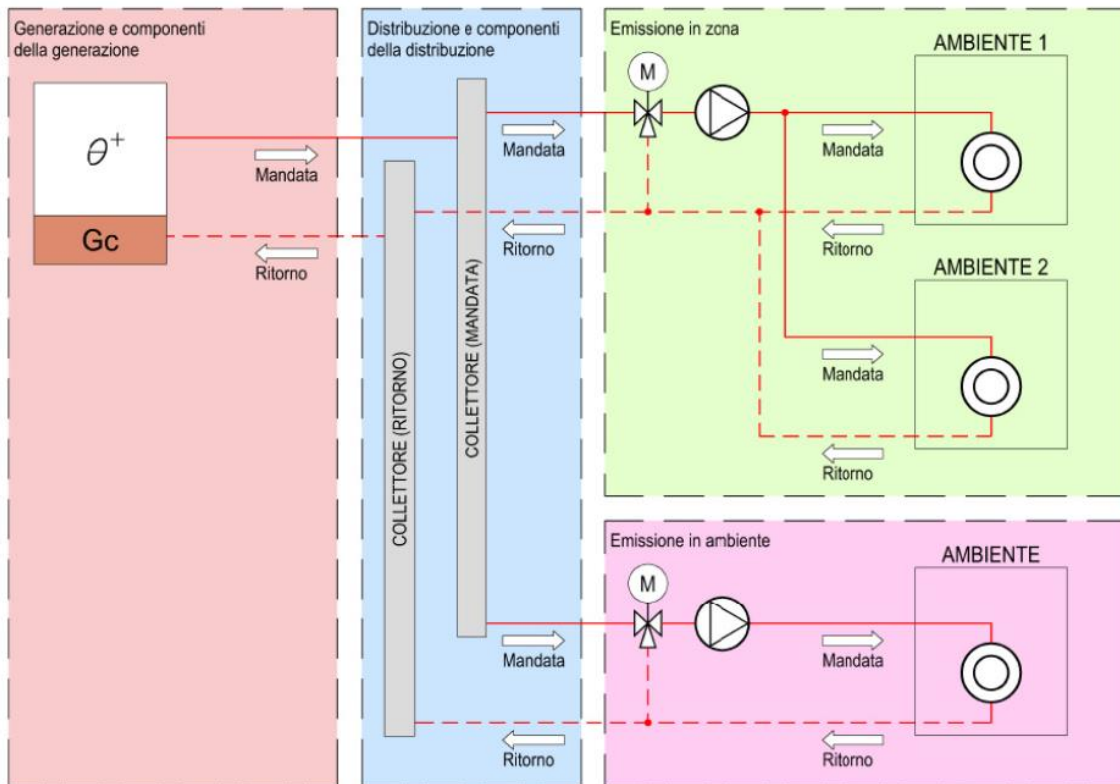 Generazione e componenti
della generazione
θ+
Gc
Mandata
Ritorno
Distribuzione e componenti
della distribuzione
COLLETTORE (RITORNO)
COLLETTORE (MANDATA)
Mandata
Ritorno
Mandata
Ritorno
Emissione in zona
M
AMBIENTE 1
Mandata
Ritorno
AMBIENTE 2
Mandata
Ritorno
Emissione in ambiente
M
AMBIENTE
Mandata
Ritorno